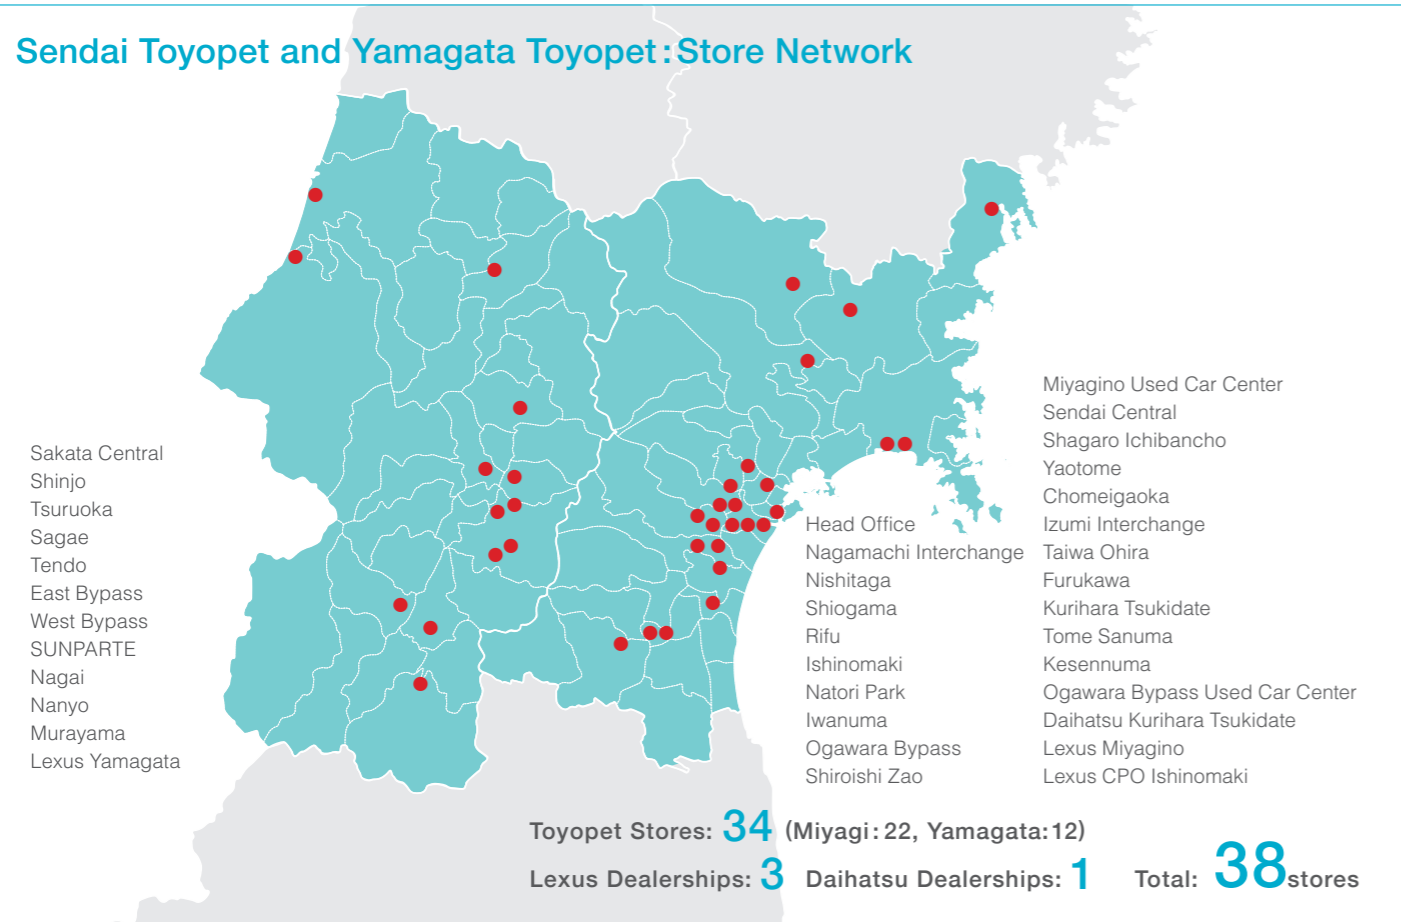 Sendai Toyopet and Yamagata Toyopet:Store Network
Sakata Central
Shinjo
Tsuruoka
Sagae
Tendo
East Bypass
West Bypass
SUNPARTE
Nagai
Nanyo
Murayama
Lexus Yamagata
Head Office
Nagamachi Interchange
Nishitaga
Shiogama
Rifu
Ishinomaki
Natori Park
Iwanuma
Ogawara Bypass
Shiroishi Zao
Miyagino Used Car Center
Sendai Central
Shagaro Ichibancho
Yaotome
Chomeigaoka
Izumi Interchange
Taiwa Ohira
Furukawa
Kurihara Tsukidate
Tome Sanuma
Kesennuma
Ogawara Bypass Used Car Center
Daihatsu Kurihara Tsukidate
Lexus Miyagino
Lexus CPO Ishinomaki
Toyopet Stores: 34 (Miyagi:22, Yamagata:12)
Lexus Dealerships: 3 Daihatsu Dealerships: 1 Total: 38 stores